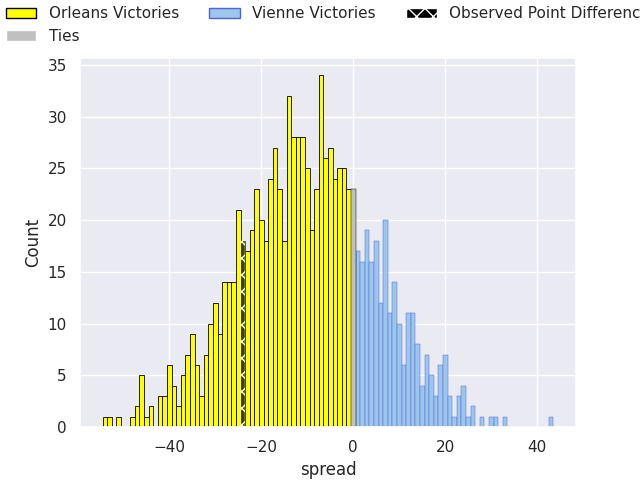 Orleans Victories Vienne Victories Observed Point Differenc
Ties
35
30
25
20
15
10
5
0
Count
−40 −20 0 20 40
spread